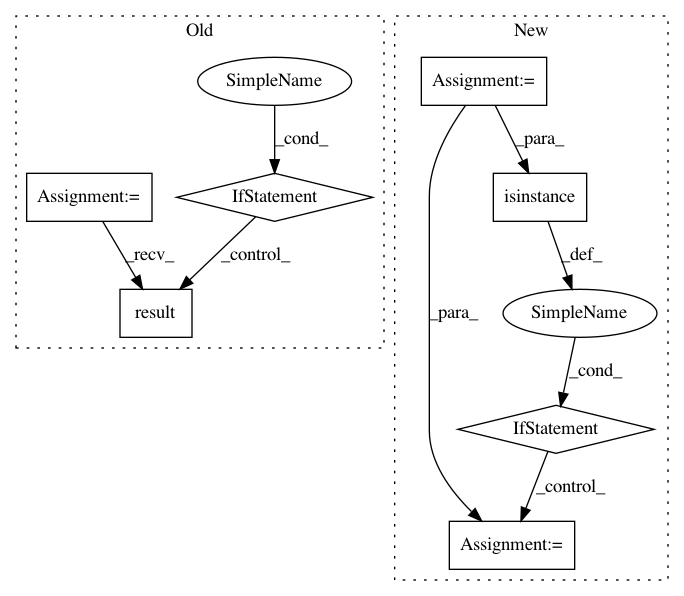 Old
SimpleName
_cond_
Assignment:=
IfStatement
_recv_
_control_
result
New
Assignment:=
_para_
isinstance
_def_
_para_
SimpleName
_cond_
IfStatement
_control_
Assignment:=